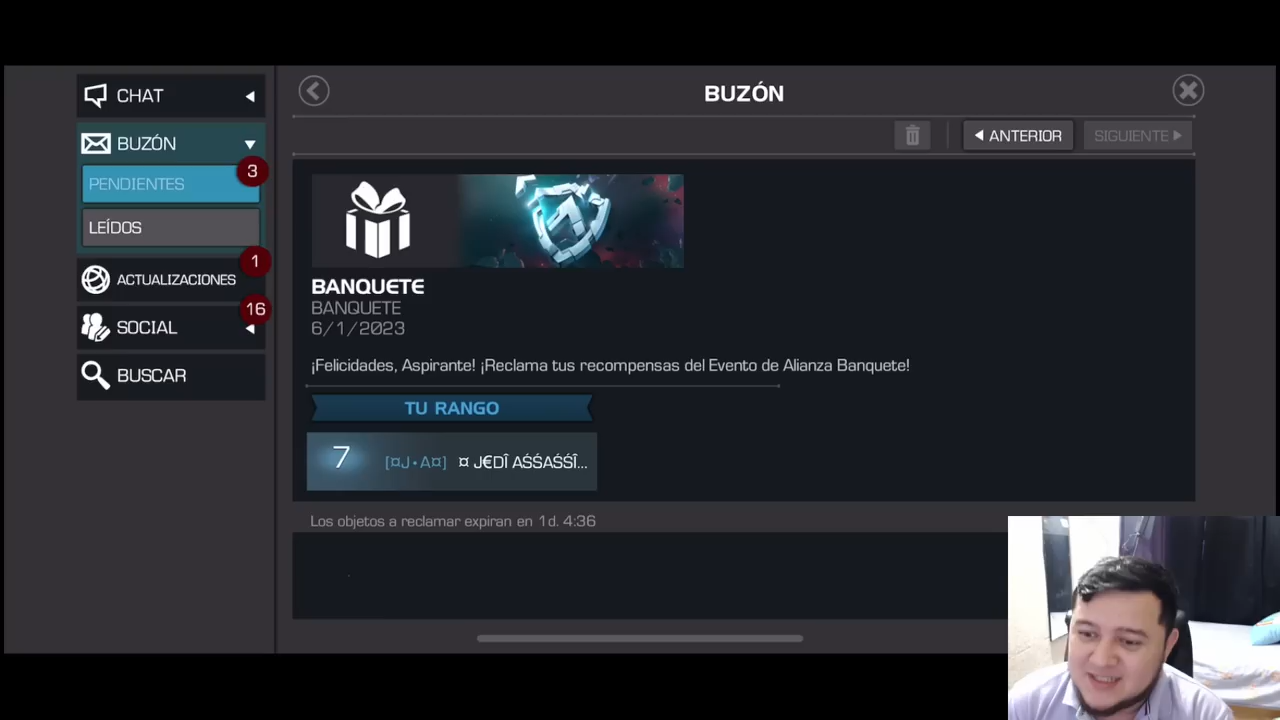 CHAT
BUZÓN
PENDIENTES
3
LEÍDOS
ACTUALIZACIONES
1
SOCIAL
16
BUSCAR
BUZÓN
ANTERIOR
SIGUIENTE
BANQUETE
BANQUETE
6/1/2023
¡Felicidades, Aspirante! ¡Reclama tus recompensas del Evento de Alianza Banquete!
TU RANGO
7 [¤J•A¤] ¤ J€DÎ AŚŚAŚŚÎ...
Los objetos a reclamar expiran en 1d. 4:36